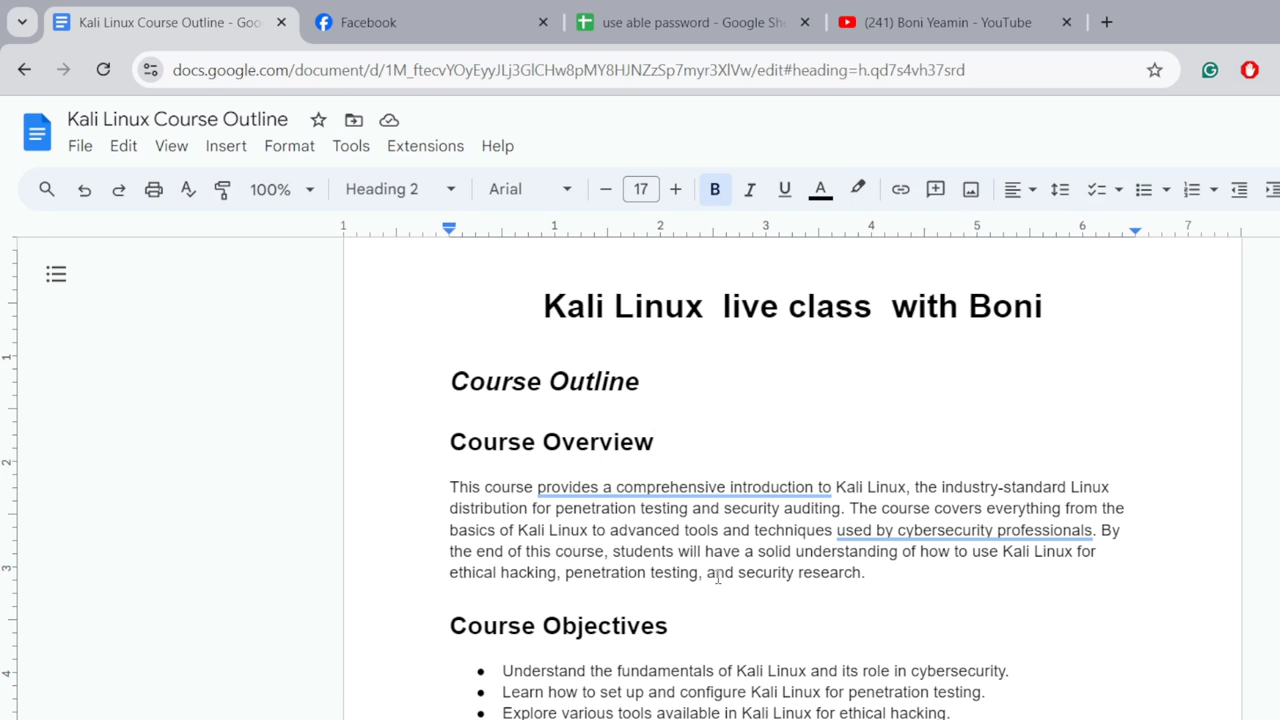 Kali Linux Course Outline - Goo
Facebook
use able password - Google She
(241) Boni Yeamin - YouTube
docs.google.com/document/d/1M_ftecvYOyEyyJLj3GlCHw8pMY8HJNZzSp7myr3XlVw/edit#heading=h.qd7s4vh37srd
Kali Linux Course Outline
File Edit View Insert Format Tools Extensions Help
100% Heading 2 Arial 17 B I U A
1 1 2 3 4 5 6 7
Kali Linux  live class  with Boni
Course Outline
Course Overview
This course provides a comprehensive introduction to Kali Linux, the industry-standard Linux
distribution for penetration testing and security auditing. The course covers everything from the
basics of Kali Linux to advanced tools and techniques used by cybersecurity professionals. By
the end of this course, students will have a solid understanding of how to use Kali Linux for
ethical hacking, penetration testing, and security research.
Course Objectives
Understand the fundamentals of Kali Linux and its role in cybersecurity.
Learn how to set up and configure Kali Linux for penetration testing.
Explore various tools available in Kali Linux for ethical hacking.
1
2
3
4